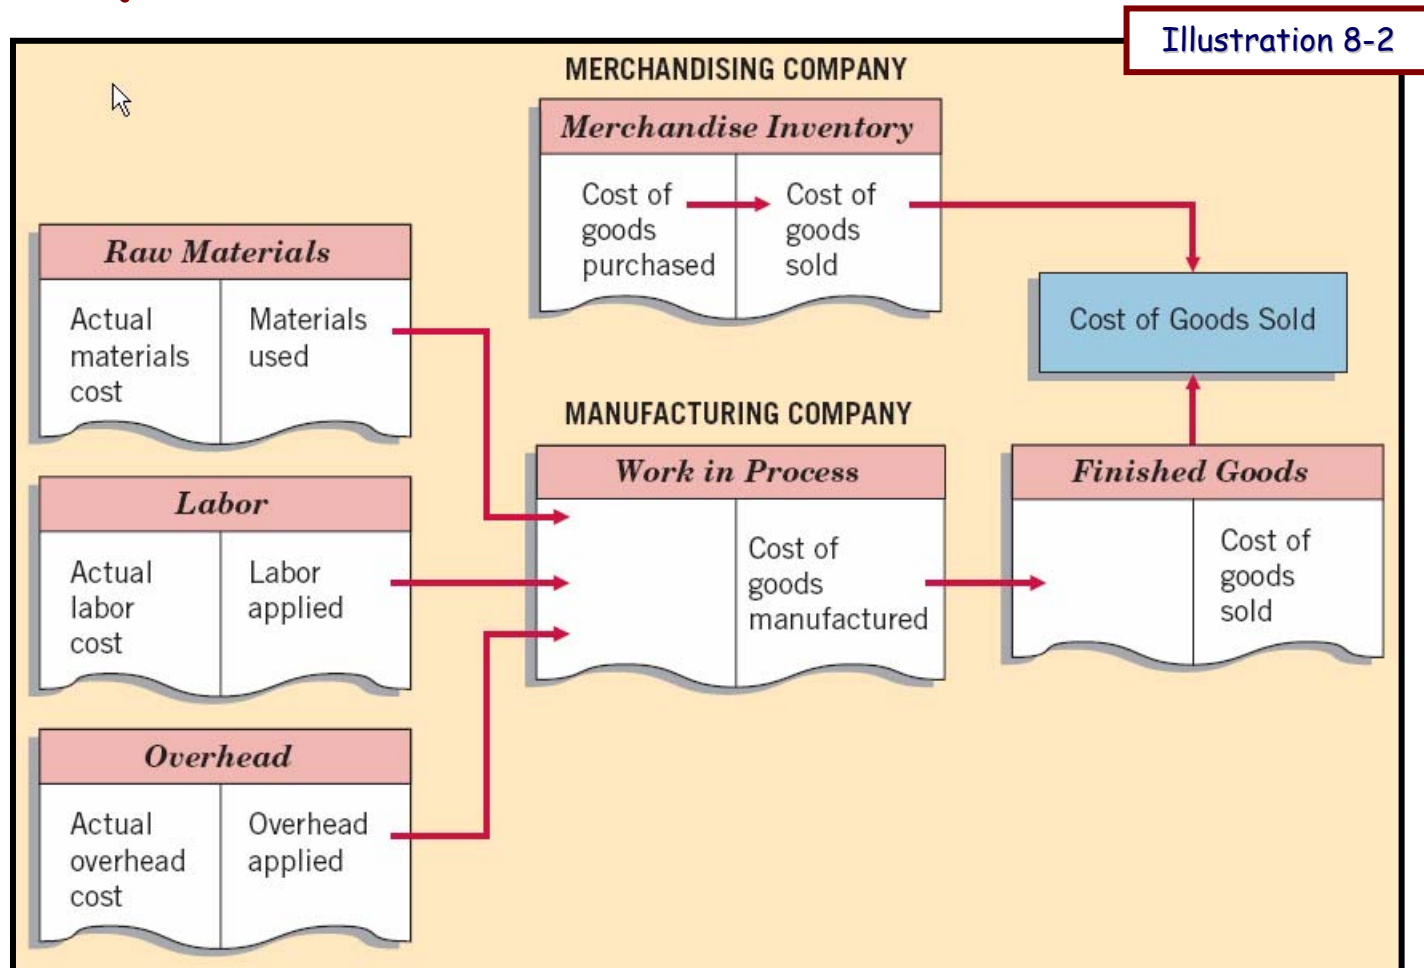 Illustration 8-2
MERCHANDISING COMPANY
Merchandise Inventory
Cost of
goods
purchased
Cost of
goods
sold
Raw Materials
Actual
materials
cost
Materials
used
Cost of Goods Sold
MANUFACTURING COMPANY
Work in Process
Cost of
goods
manufactured
Finished Goods
Cost of
goods
sold
Labor
Actual
labor
cost
Labor
applied
Overhead
Actual
overhead
cost
Overhead
applied